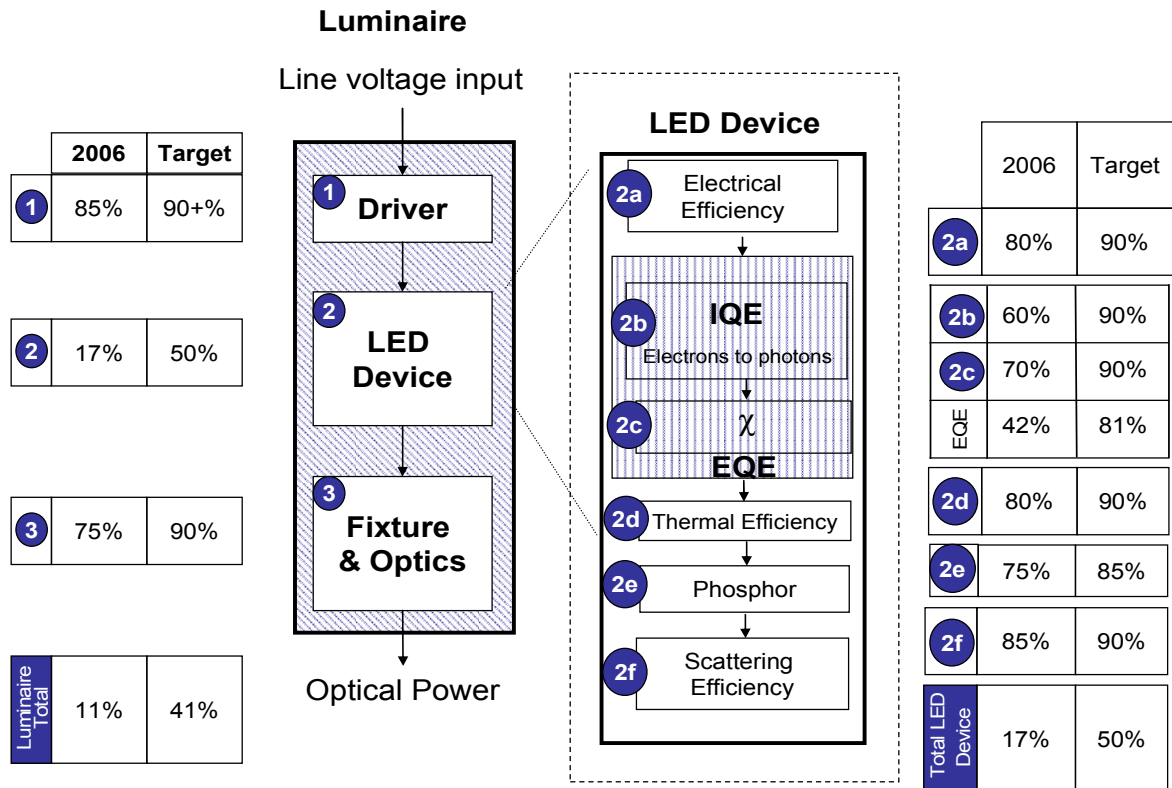 Luminaire
Line voltage input
2006 Target
1 85% 90+%
2 17% 50%
3 75% 90%
Luminaire
Total
11% 41%
1
Driver
2
LED
Device
3
Fixture
& Optics
Optical Power
LED Device
2a
Electrical
Efficiency
2b
IQE
Electrons to photons
2c
χ
EQE
2d
Thermal Efficiency
2e
Phosphor
2f
Scattering
Efficiency
2006 Target
2a 80% 90%
2b 60% 90%
2c 70% 90%
EQE 42% 81%
2d 80% 90%
2e 75% 85%
2f 85% 90%
Total LED
Device
17% 50%